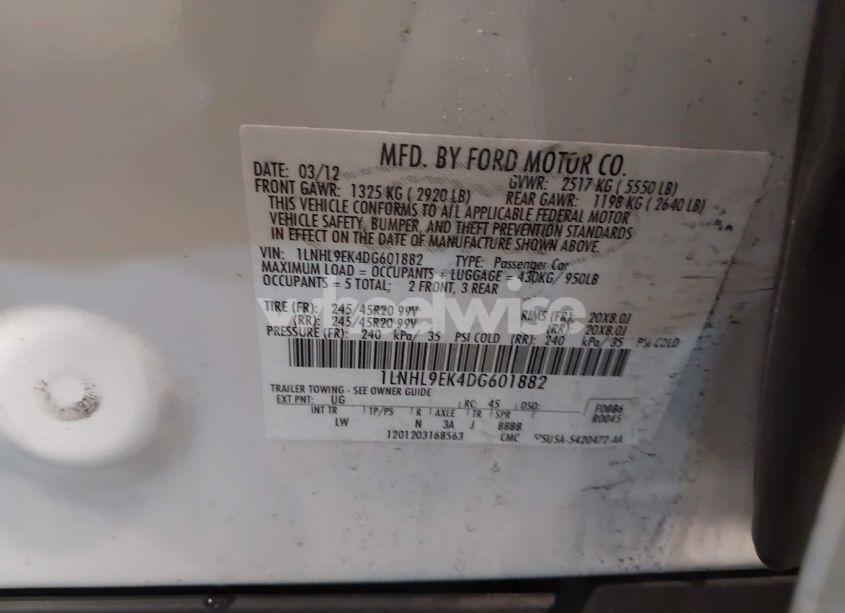 MFD. BY FORD MOTOR CO.
DATE: 03/12 GVWR: 2517 KG ( 5550 LB)
FRONT GAWR: 1325 KG ( 2920 LB) REAR GAWR: 1198 KG ( 2640 LB)
THIS VEHICLE CONFORMS TO ALL APPLICABLE FEDERAL MOTOR
VEHICLE SAFETY, BUMPER, AND THEFT PREVENTION STANDARDS
IN EFFECT ON THE DATE OF MANUFACTURE SHOWN ABOVE.
VIN: 1LNHL9EK4DG601882 TYPE: Passenger Car
MAXIMUM LOAD = OCCUPANTS + LUGGAGE = 430KG/ 950LB
OCCUPANTS = 5 TOTAL; 2 FRONT, 3 REAR
wheelwise
TIRE (FR): 245/45R20 99V RIMS (FR): 20X8.0J
(RR): 245/45R20 99V (RR): 20X8.0J
PRESSURE (FR): 240 kPa/ 35 PSI COLD (RR): 240 kPa/35 PSI COLD
1LNHL9EK4DG601882
TRAILER TOWING - SEE OWNER GUIDE
EXT PNT: UG RC: 45 DSO:
INT TR TP/PS R AXLE TR SPR
LW N 3A J 8888
F0886
R0045
1201203168563 CMC 5U5A-5420472-AA